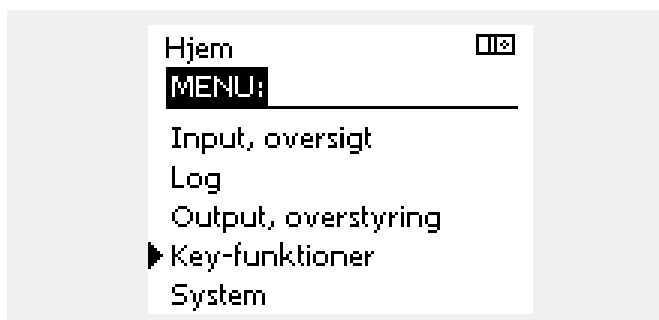 Hjem
MENU:
Input, oversigt
Log
Output, overstyring
Key-funktioner
System